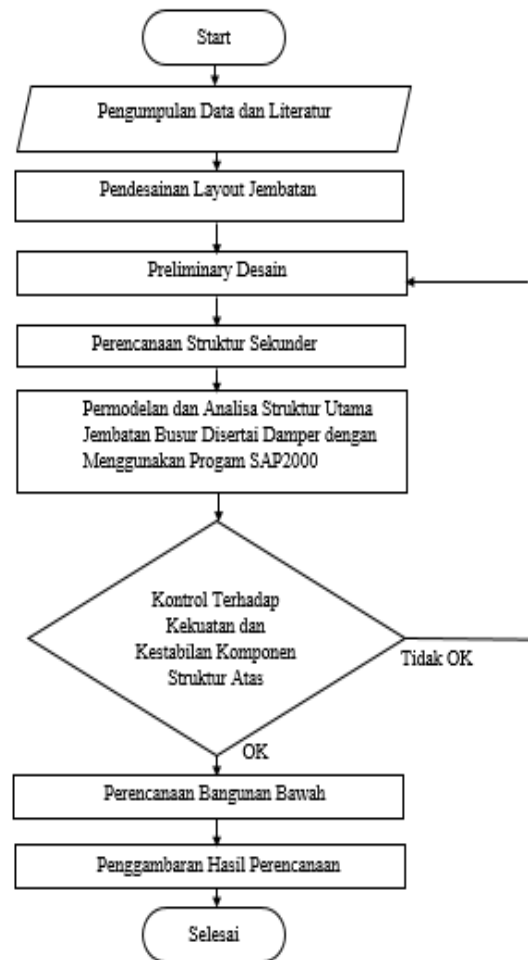 Start
Pengumpulan Data dan Literatur
Pendesainan Layout Jembatan
Preliminary Desain
Perencanaan Struktur Sekunder
Permodelan dan Analisa Struktur Utama
Jembatan Busur Disertai Damper dengan
Menggunakan Progam SAP2000
Kontrol Terhadap
Kekuatan dan
Kestabilan Komponen
Struktur Atas
Tidak OK
OK
Perencanaan Bangunan Bawah
Penggambaran Hasil Perencanaan
Selesai